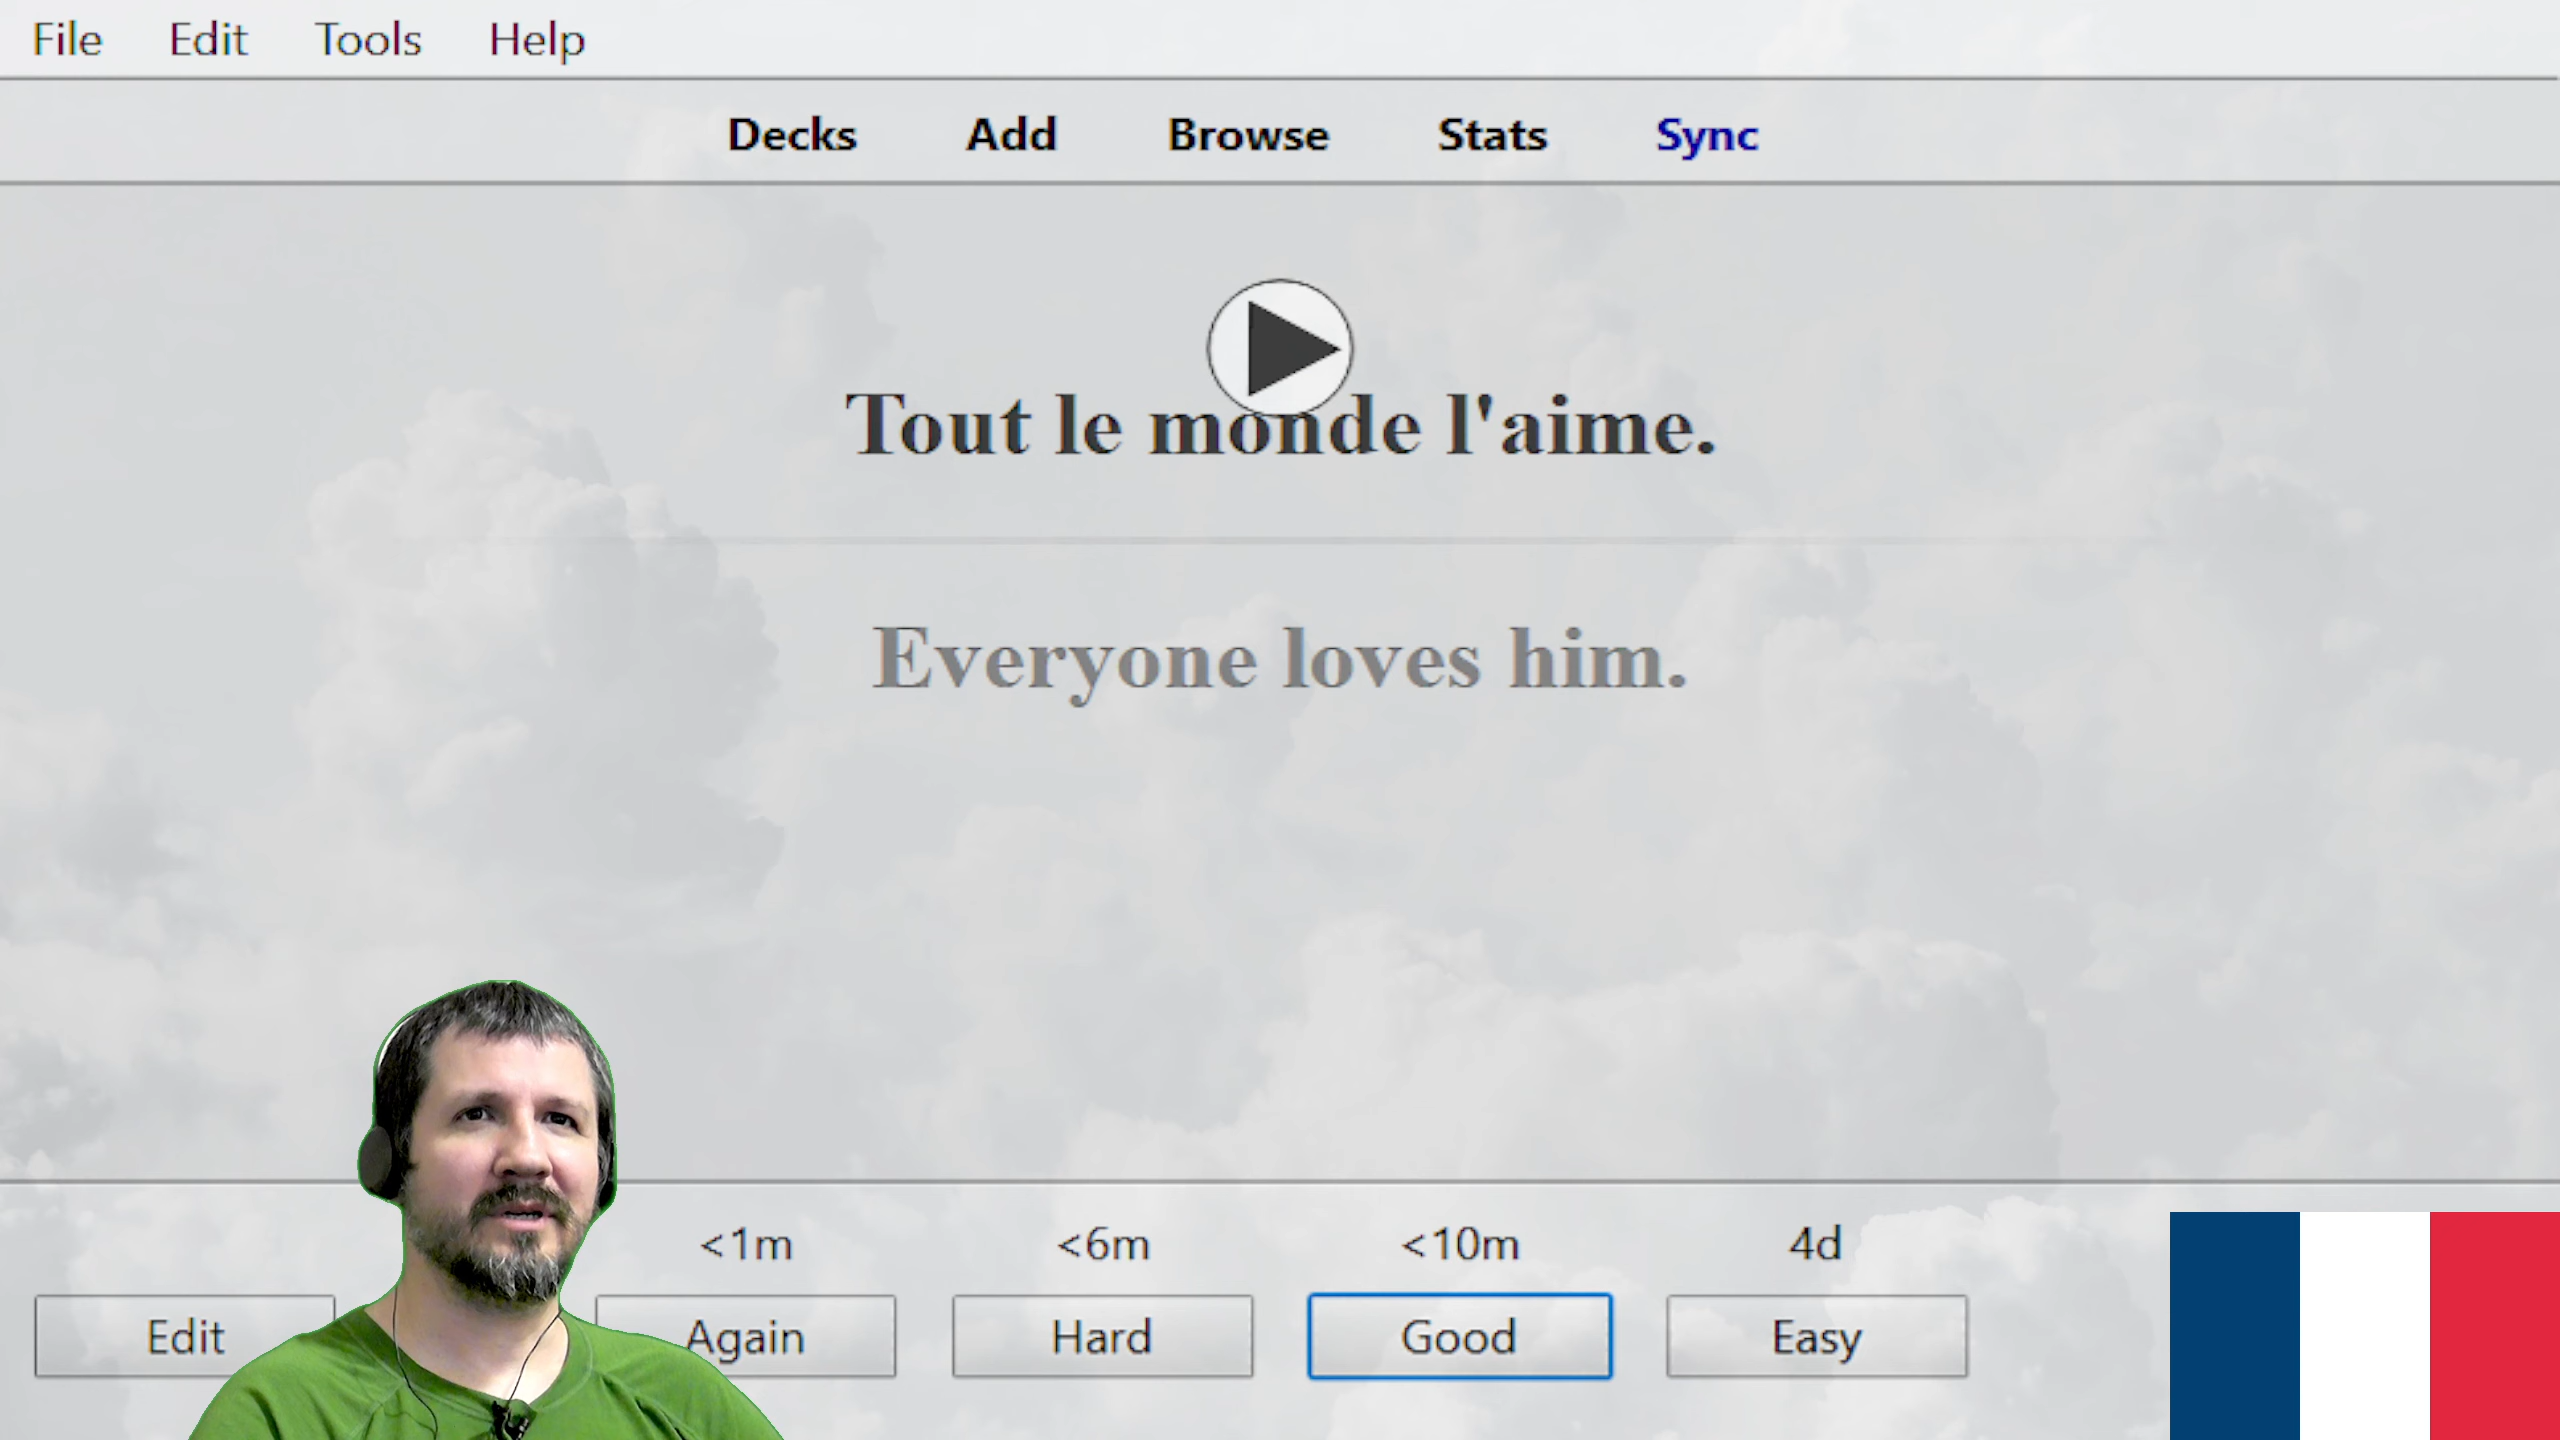 File Edit Tools Help
Decks Add Browse Stats Sync
Tout le monde l'aime.
Everyone loves him.
<1m <6m <10m 4d
Edit Again Hard Good Easy